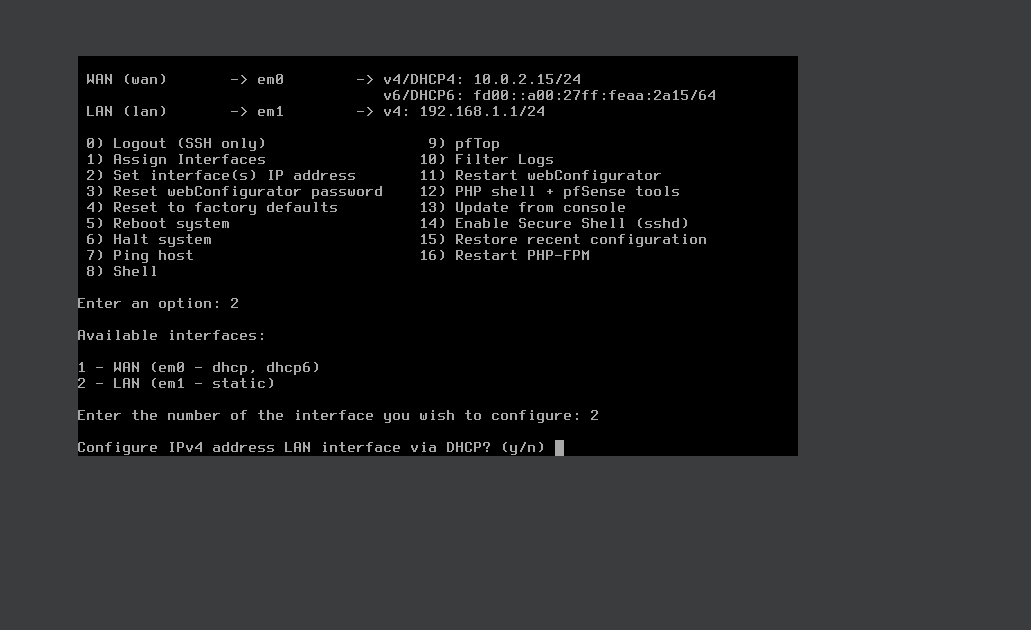 WAN (wan)       -> em0        -> v4/DHCP4: 10.0.2.15/24
                                 v6/DHCP6: fd00::a00:27ff:feaa:2a15/64
LAN (lan)       -> em1        -> v4: 192.168.1.1/24
0) Logout (SSH only)                  9) pfTop
1) Assign Interfaces                 10) Filter Logs
2) Set interface(s) IP address       11) Restart webConfigurator
3) Reset webConfigurator password    12) PHP shell + pfSense tools
4) Reset to factory defaults         13) Update from console
5) Reboot system                     14) Enable Secure Shell (sshd)
6) Halt system                       15) Restore recent configuration
7) Ping host                         16) Restart PHP-FPM
8) Shell
Enter an option: 2
Available interfaces:
1 - WAN (em0 - dhcp, dhcp6)
2 - LAN (em1 - static)
Enter the number of the interface you wish to configure: 2
Configure IPv4 address LAN interface via DHCP? (y/n)